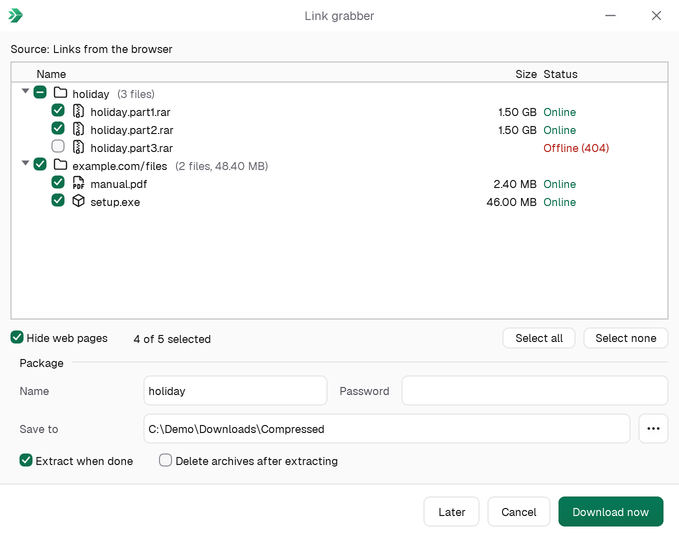 Link grabber
Source: Links from the browser
Name Size Status
holiday (3 files)
holiday.part1.rar 1.50 GB Online
holiday.part2.rar 1.50 GB Online
holiday.part3.rar Offline (404)
example.com/files (2 files, 48.40 MB)
manual.pdf 2.40 MB Online
setup.exe 46.00 MB Online
Hide web pages 4 of 5 selected Select all Select none
Package
Name holiday Password
Save to C:\Demo\Downloads\Compressed ...
Extract when done Delete archives after extracting
Later Cancel Download now